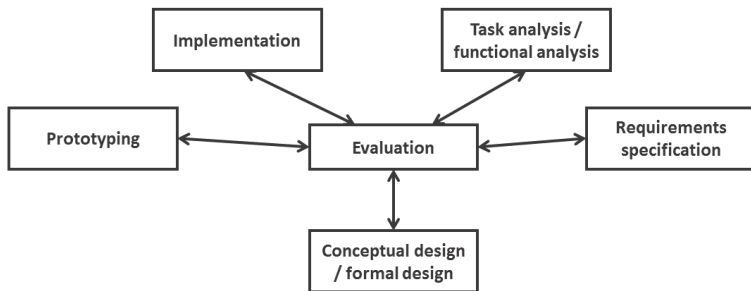 Implementation
Task analysis /
functional analysis
Prototyping
Evaluation
Requirements
specification
Conceptual design
/ formal design